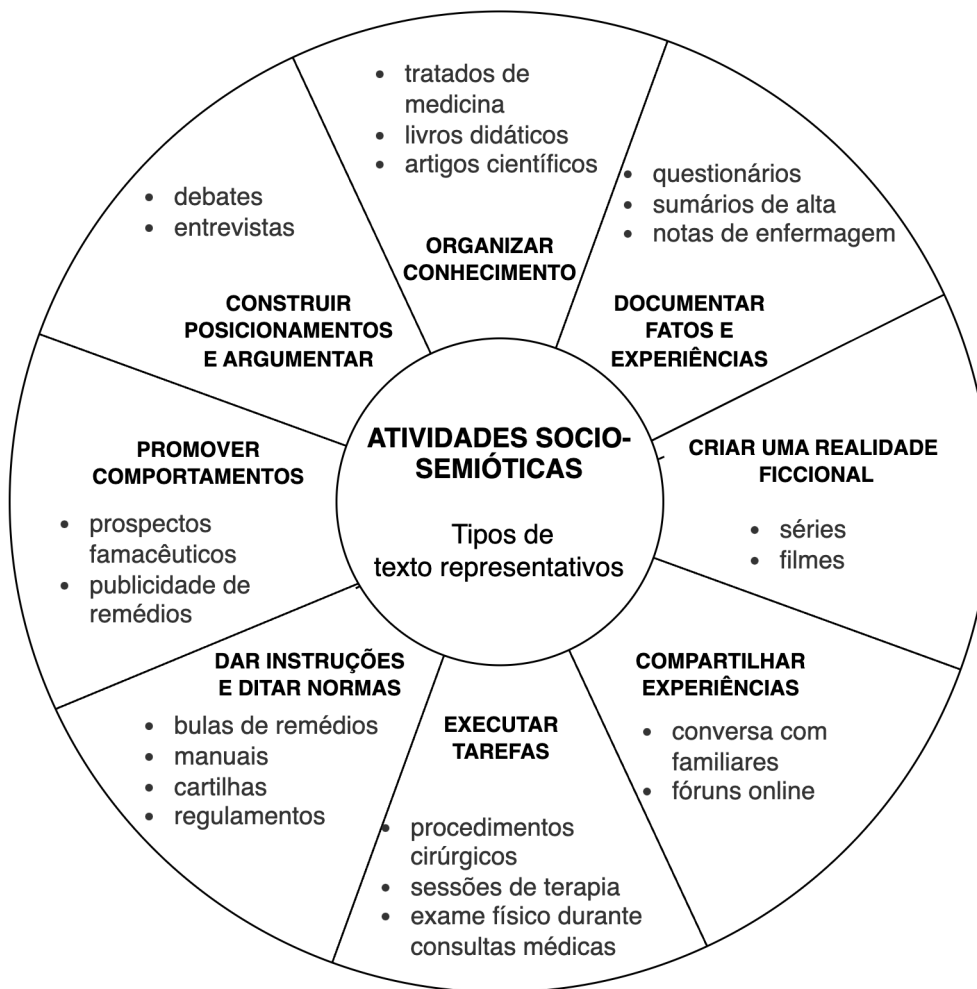 • tratados de
medicina
• livros didáticos
• artigos científicos
ORGANIZAR
CONHECIMENTO
• questionários
• sumários de alta
• notas de enfermagem
DOCUMENTAR
FATOS E
EXPERIÊNCIAS
CRIAR UMA REALIDADE
FICCIONAL
• séries
• filmes
COMPARTILHAR
EXPERIÊNCIAS
• conversa com
familiares
• fóruns online
EXECUTAR
TAREFAS
• procedimentos
cirúrgicos
• sessões de terapia
• exame físico durante
consultas médicas
DAR INSTRUÇÕES
E DITAR NORMAS
• bulas de remédios
• manuais
• cartilhas
• regulamentos
PROMOVER
COMPORTAMENTOS
• prospectos
famacêuticos
• publicidade de
remédios
• debates
• entrevistas
CONSTRUIR
POSICIONAMENTOS
E ARGUMENTAR
ATIVIDADES SOCIO-
SEMIÓTICAS
Tipos de
texto representativos